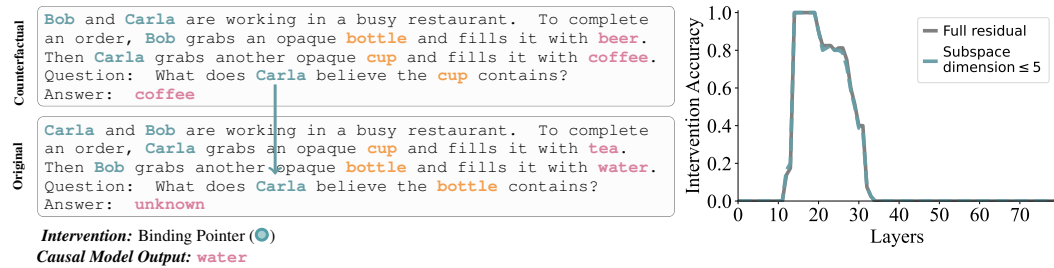 Counterfactual
Bob and Carla are working in a busy restaurant. To complete
an order, Bob grabs an opaque bottle and fills it with beer.
Then Carla grabs another opaque cup and fills it with coffee.
Question: What does Carla believe the cup contains?
Answer: coffee
Original
Carla and Bob are working in a busy restaurant. To complete
an order, Carla grabs an opaque cup and fills it with tea.
Then Bob grabs another opaque bottle and fills it with water.
Question: What does Carla believe the bottle contains?
Answer: unknown
Intervention: Binding Pointer ( )
Causal Model Output: water
Intervention Accuracy
1.0
0.8
0.6
0.4
0.2
0.0
0 10 20 30 40 50 60 70
Layers
Full residual
Subspace
dimension ≤ 5